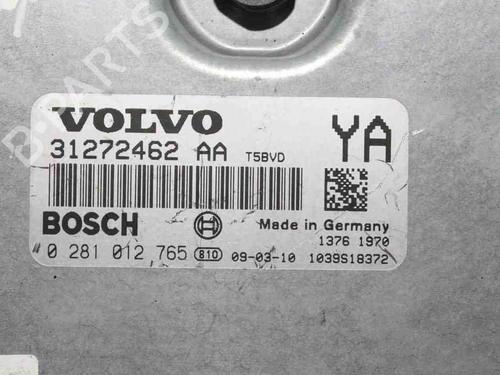 VOLVO
YA
31272462 AA T5BVD
BOSCH
Made in Germany
1376 1970
0 281 012 765 810 09-03-10 1039S18372
B-PARTS